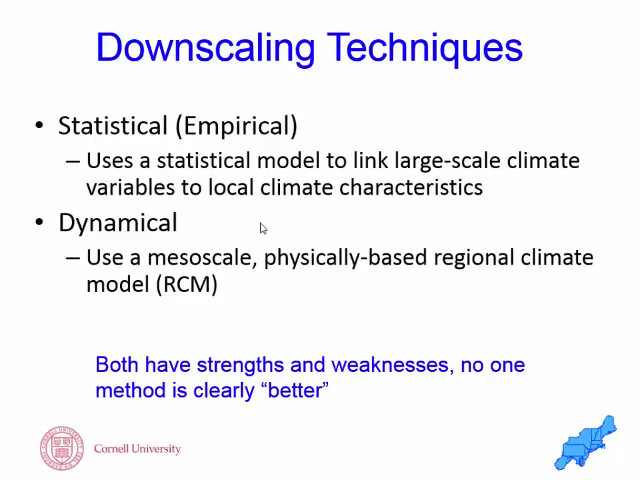 Downscaling Techniques
• Statistical (Empirical)
– Uses a statistical model to link large-scale climate
variables to local climate characteristics
• Dynamical
– Use a mesoscale, physically-based regional climate
model (RCM)
Both have strengths and weaknesses, no one
method is clearly “better”
Cornell University